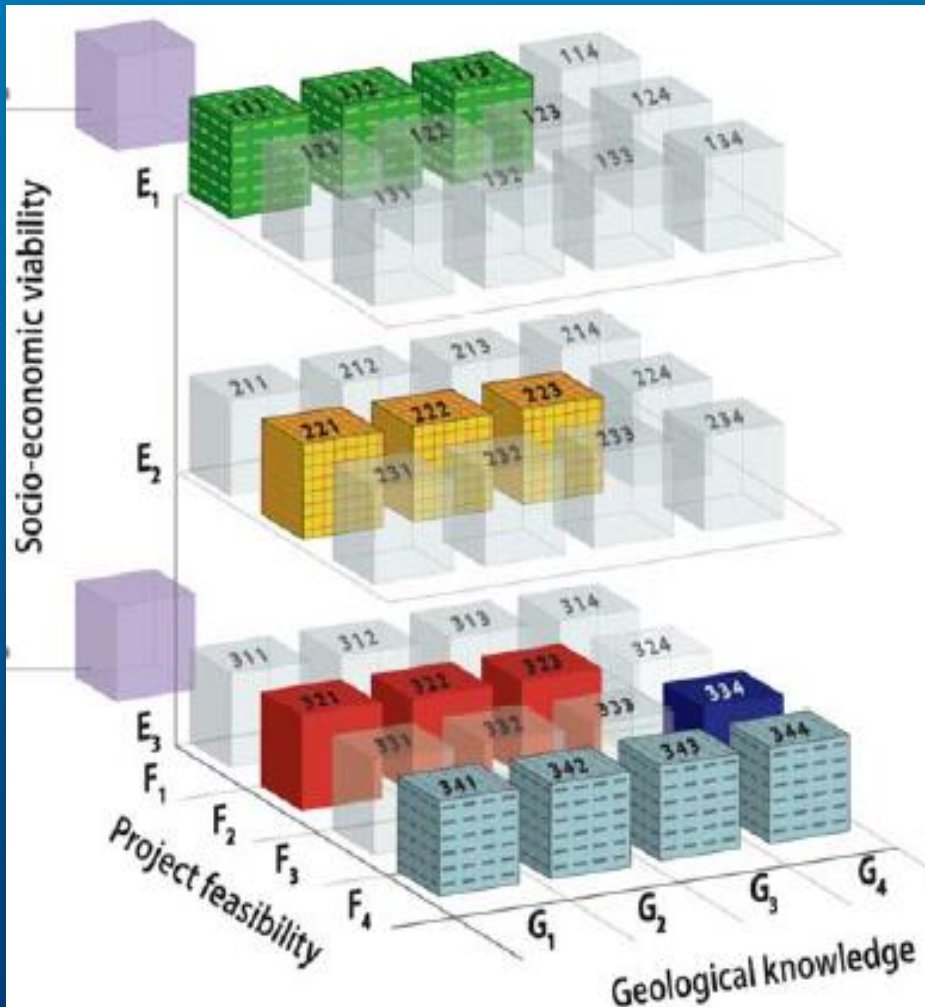 Socio-economic viability
E1
111 112 113 114
121 122 123 124
131 132 133 134
E2
211 212 213 214
221 222 223 224
231 232 233 234
E3
311 312 313 314
321 322 323 324
331 332 333 334
341 342 343 344
F1
F2
F3
F4
Project feasibility
G1 G2 G3 G4
Geological knowledge